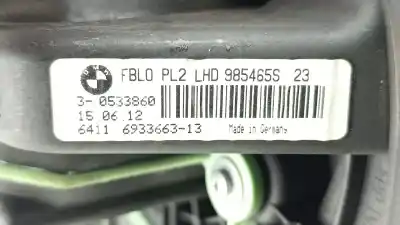 FBLO PL2 LHD 985465S 23
3-0533860
15.06.12
6411 6933663-13
Made in Germany